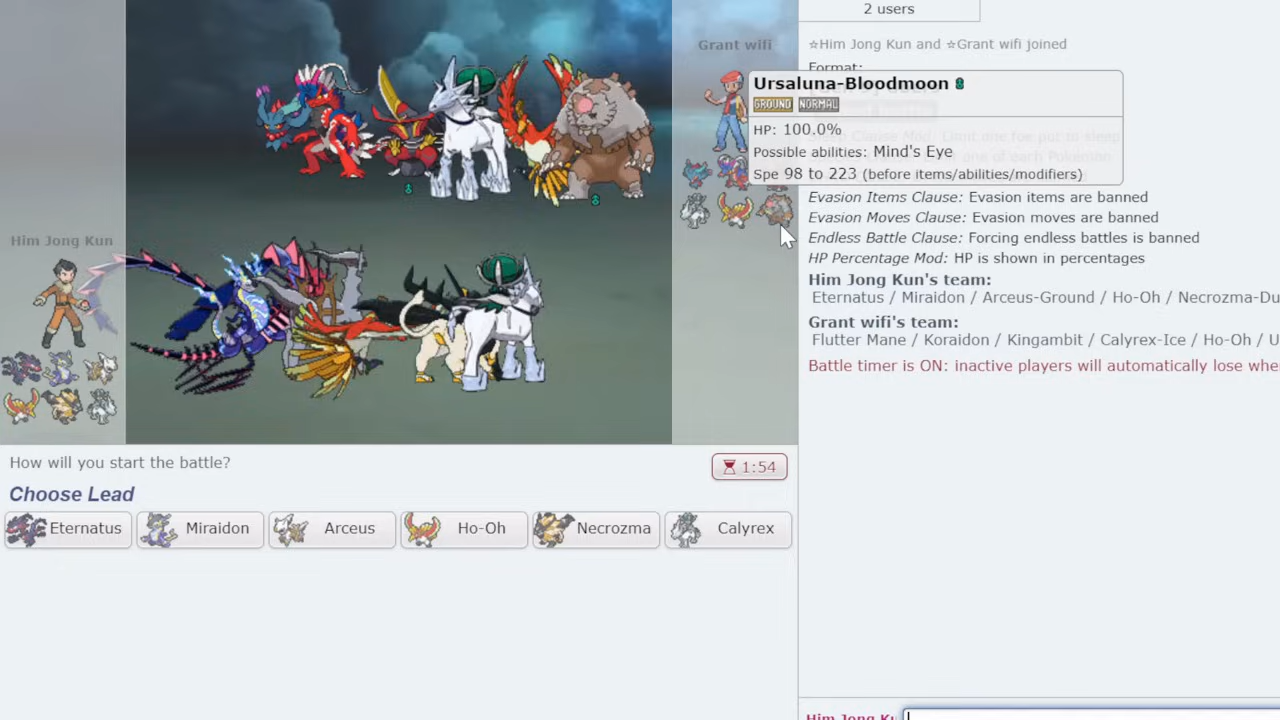 2 users
☆Him Jong Kun and ☆Grant wifi joined
Format:
Grant wifi
Ursaluna-Bloodmoon
GROUND NORMAL
HP: 100.0%
Possible abilities: Mind's Eye
Spe 98 to 223 (before items/abilities/modifiers)
Evasion Items Clause: Evasion items are banned
Evasion Moves Clause: Evasion moves are banned
Endless Battle Clause: Forcing endless battles is banned
HP Percentage Mod: HP is shown in percentages
Him Jong Kun's team:
Eternatus / Miraidon / Arceus-Ground / Ho-Oh / Necrozma-Du
Grant wifi's team:
Flutter Mane / Koraidon / Kingambit / Calyrex-Ice / Ho-Oh / U
Battle timer is ON: inactive players will automatically lose whe
Him Jong Kun
How will you start the battle?
1:54
Choose Lead
Eternatus Miraidon Arceus Ho-Oh Necrozma Calyrex
Him Jong Ku